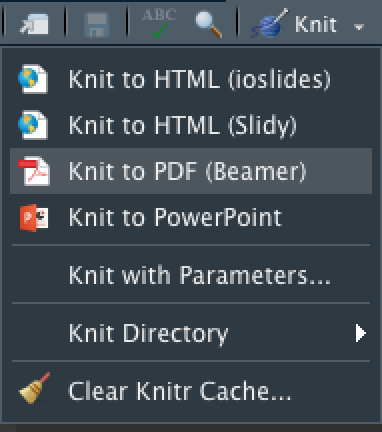 ABC
Knit
Knit to HTML (ioslides)
Knit to HTML (Slidy)
Knit to PDF (Beamer)
Knit to PowerPoint
Knit with Parameters...
Knit Directory
Clear Knitr Cache...